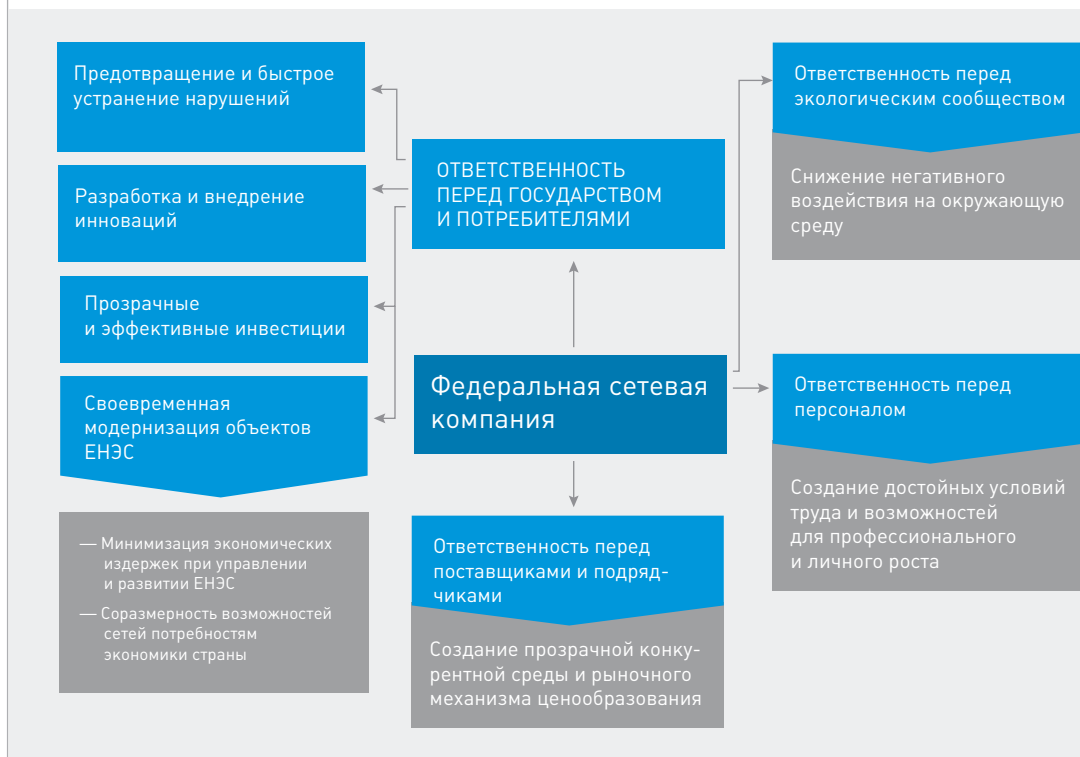 Предотвращение и быстрое
устранение нарушений
Разработка и внедрение
инноваций
Прозрачные
и эффективные инвестиции
Своевременная
модернизация объектов
ЕНЭС
— Минимизация экономических
издержек при управлении
и развитии ЕНЭС
— Соразмерность возможностей
сетей потребностям
экономики страны
ОТВЕТСТВЕННОСТЬ
ПЕРЕД ГОСУДАРСТВОМ
И ПОТРЕБИТЕЛЯМИ
Федеральная сетевая
компания
Ответственность перед
поставщиками и подряд-
чиками
Создание прозрачной конку-
рентной среды и рыночного
механизма ценообразования
Ответственность перед
экологическим сообществом
Снижение негативного
воздействия на окружающую
среду
Ответственность перед
персоналом
Создание достойных условий
труда и возможностей
для профессионального
и личного роста